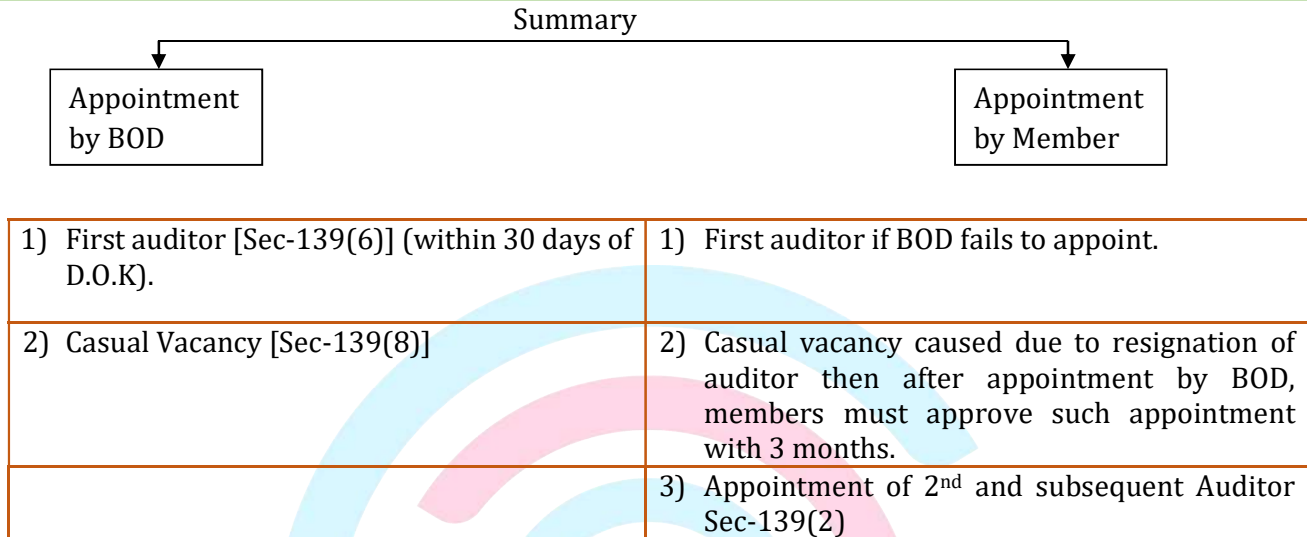 Summary
Appointment
by BOD
Appointment
by Member
1) First auditor [Sec-139(6)] (within 30 days of
D.O.K).
1) First auditor if BOD fails to appoint.
2) Casual Vacancy [Sec-139(8)]
2) Casual vacancy caused due to resignation of
auditor then after appointment by BOD,
members must approve such appointment
with 3 months.
3) Appointment of 2nd and subsequent Auditor
Sec-139(2)